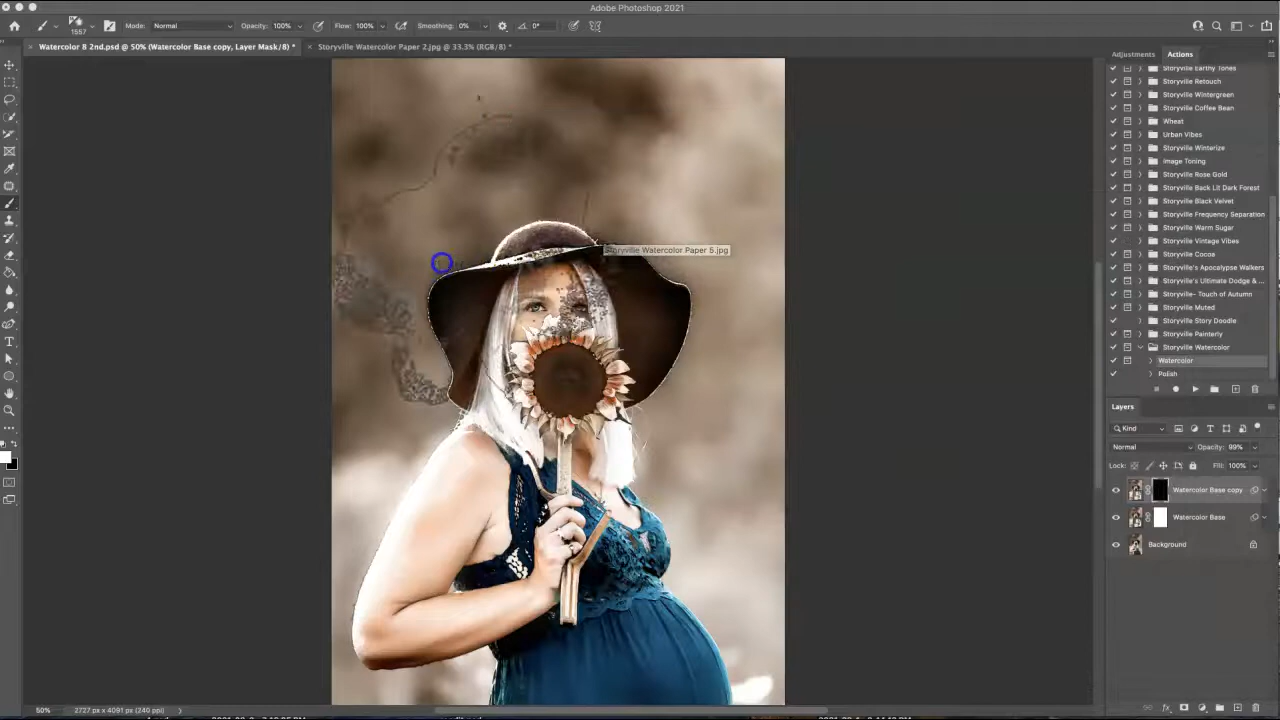 Adobe Photoshop 2021
1557
Mode: Normal
Opacity: 100%
Flow: 100%
Smoothing: 0%
0°
× Watercolor 8 2nd.psd @ 50% (Watercolor Base copy, Layer Mask/8) *
× Storyville Watercolor Paper 2.jpg @ 33.3% (RGB/8) *
Adjustments
Actions
Storyville Earthy Tones
Storyville Retouch
Storyville Wintergreen
Storyville Coffee Bean
Wheat
Urban Vibes
Storyville Winterize
Image Toning
Storyville Rose Gold
Storyville Back Lit Dark Forest
Storyville Black Velvet
Storyville Frequency Separation
Storyville Warm Sugar
Storyville Vintage Vibes
Storyville Cocoa
Storyville's Apocalypse Walkers
Storyville's Ultimate Dodge & ...
Storyville- Touch of Autumn
Storyville Muted
Storyville Story Doodle
Storyville Painterly
Storyville Watercolor
Watercolor
Polish
Storyville Watercolor Paper 5.jpg
Layers
Kind
Normal
Opacity: 99%
Lock:
Fill: 100%
Watercolor Base copy
Watercolor Base
Background
50%
2727 px x 4091 px (240 ppi)